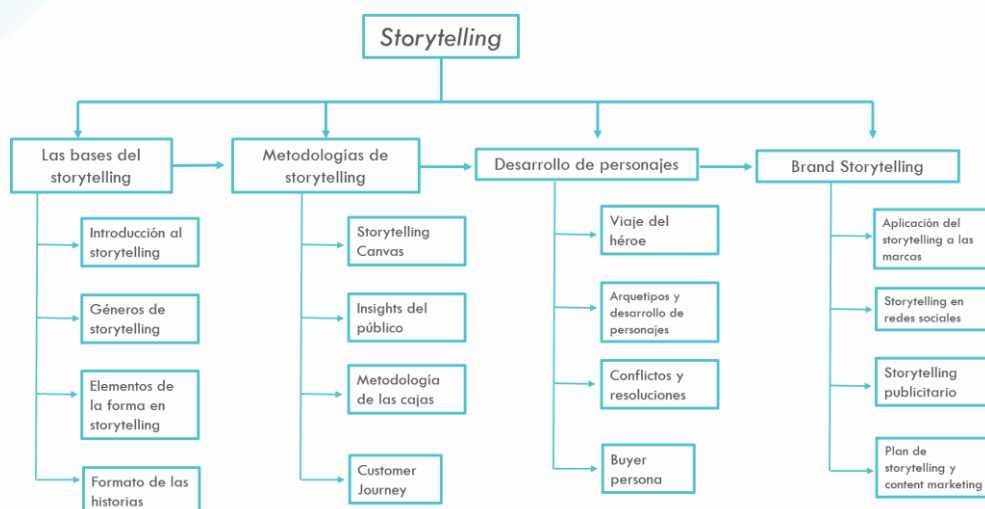 Storytelling
Las bases del
storytelling
Metodologías de
storytelling
Desarrollo de personajes
Brand Storytelling
Introducción al
storytelling
Géneros de
storytelling
Elementos de
la forma en
storytelling
Formato de las
historias
Storytelling
Canvas
Insights del
público
Metodología
de las cajas
Customer
Journey
Viaje del
héroe
Arquetipos y
desarrollo de
personajes
Conflictos y
resoluciones
Buyer
persona
Aplicación del
storytelling a las
marcas
Storytelling en
redes sociales
Storytelling
publicitario
Plan de
storytelling y
content marketing